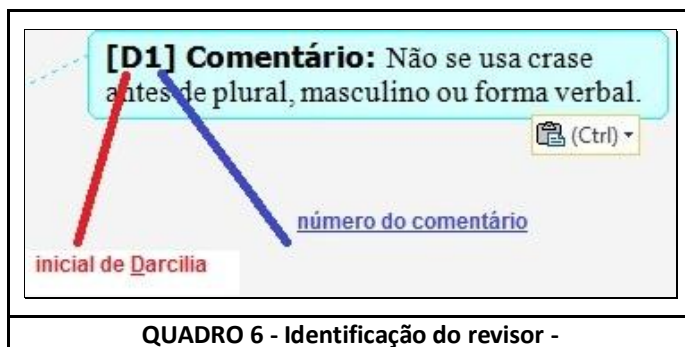 [D1] Comentário: Não se usa crase
antes de plural, masculino ou forma verbal.
(Ctrl)
número do comentário
inicial de Darcilia
QUADRO 6 - Identificação do revisor -